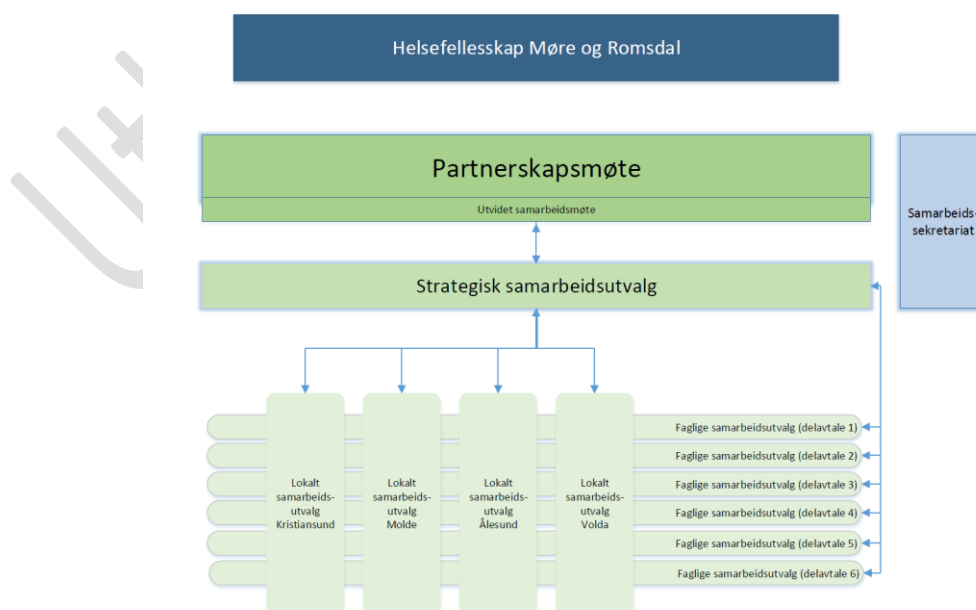 Helsefellesskap Møre og Romsdal
Partnerskapsmøte
Utvidet samarbeidsmøte
Samarbeids-
sekretariat
Strategisk samarbeidsutvalg
Lokalt
samarbeids-
utvalg
Kristiansund
Lokalt
samarbeids-
utvalg
Molde
Lokalt
samarbeids-
utvalg
Ålesund
Lokalt
samarbeids-
utvalg
Volda
Faglige samarbeidsutvalg (delavtale 1)
Faglige samarbeidsutvalg (delavtale 2)
Faglige samarbeidsutvalg (delavtale 3)
Faglige samarbeidsutvalg (delavtale 4)
Faglige samarbeidsutvalg (delavtale 5)
Faglige samarbeidsutvalg (delavtale 6)